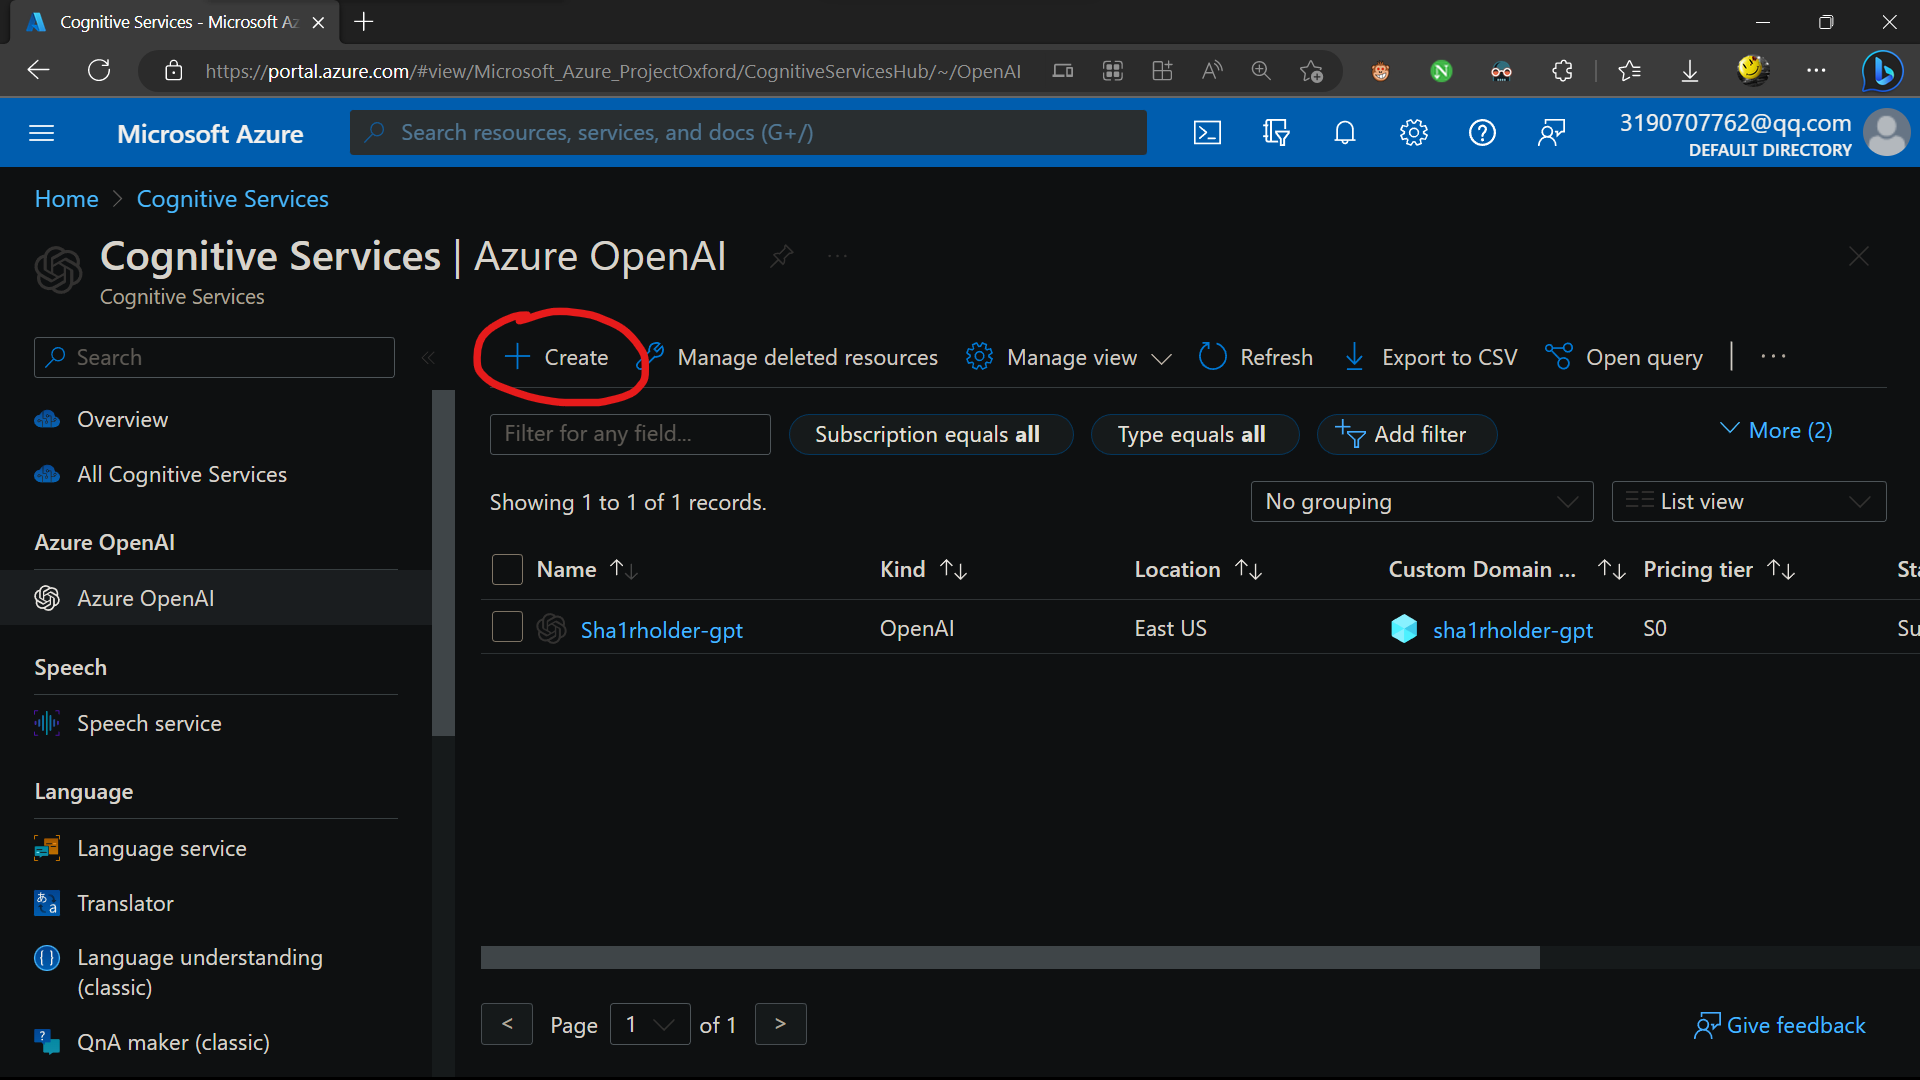 Cognitive Services - Microsoft Az
https://portal.azure.com/#view/Microsoft_Azure_ProjectOxford/CognitiveServicesHub/~/OpenAI
Microsoft Azure
Search resources, services, and docs (G+/)
3190707762@qq.com
DEFAULT DIRECTORY
Home > Cognitive Services
Cognitive Services | Azure OpenAI
Cognitive Services
Search
Overview
All Cognitive Services
Azure OpenAI
Azure OpenAI
Speech
Speech service
Language
Language service
Translator
Language understanding
(classic)
QnA maker (classic)
Create Manage deleted resources Manage view Refresh Export to CSV Open query
Filter for any field... Subscription equals all Type equals all Add filter More (2)
Showing 1 to 1 of 1 records. No grouping List view
Name Kind Location Custom Domain ... Pricing tier Sta
Sha1rholder-gpt OpenAI East US sha1rholder-gpt S0 Su
< Page 1 of 1 >
Give feedback